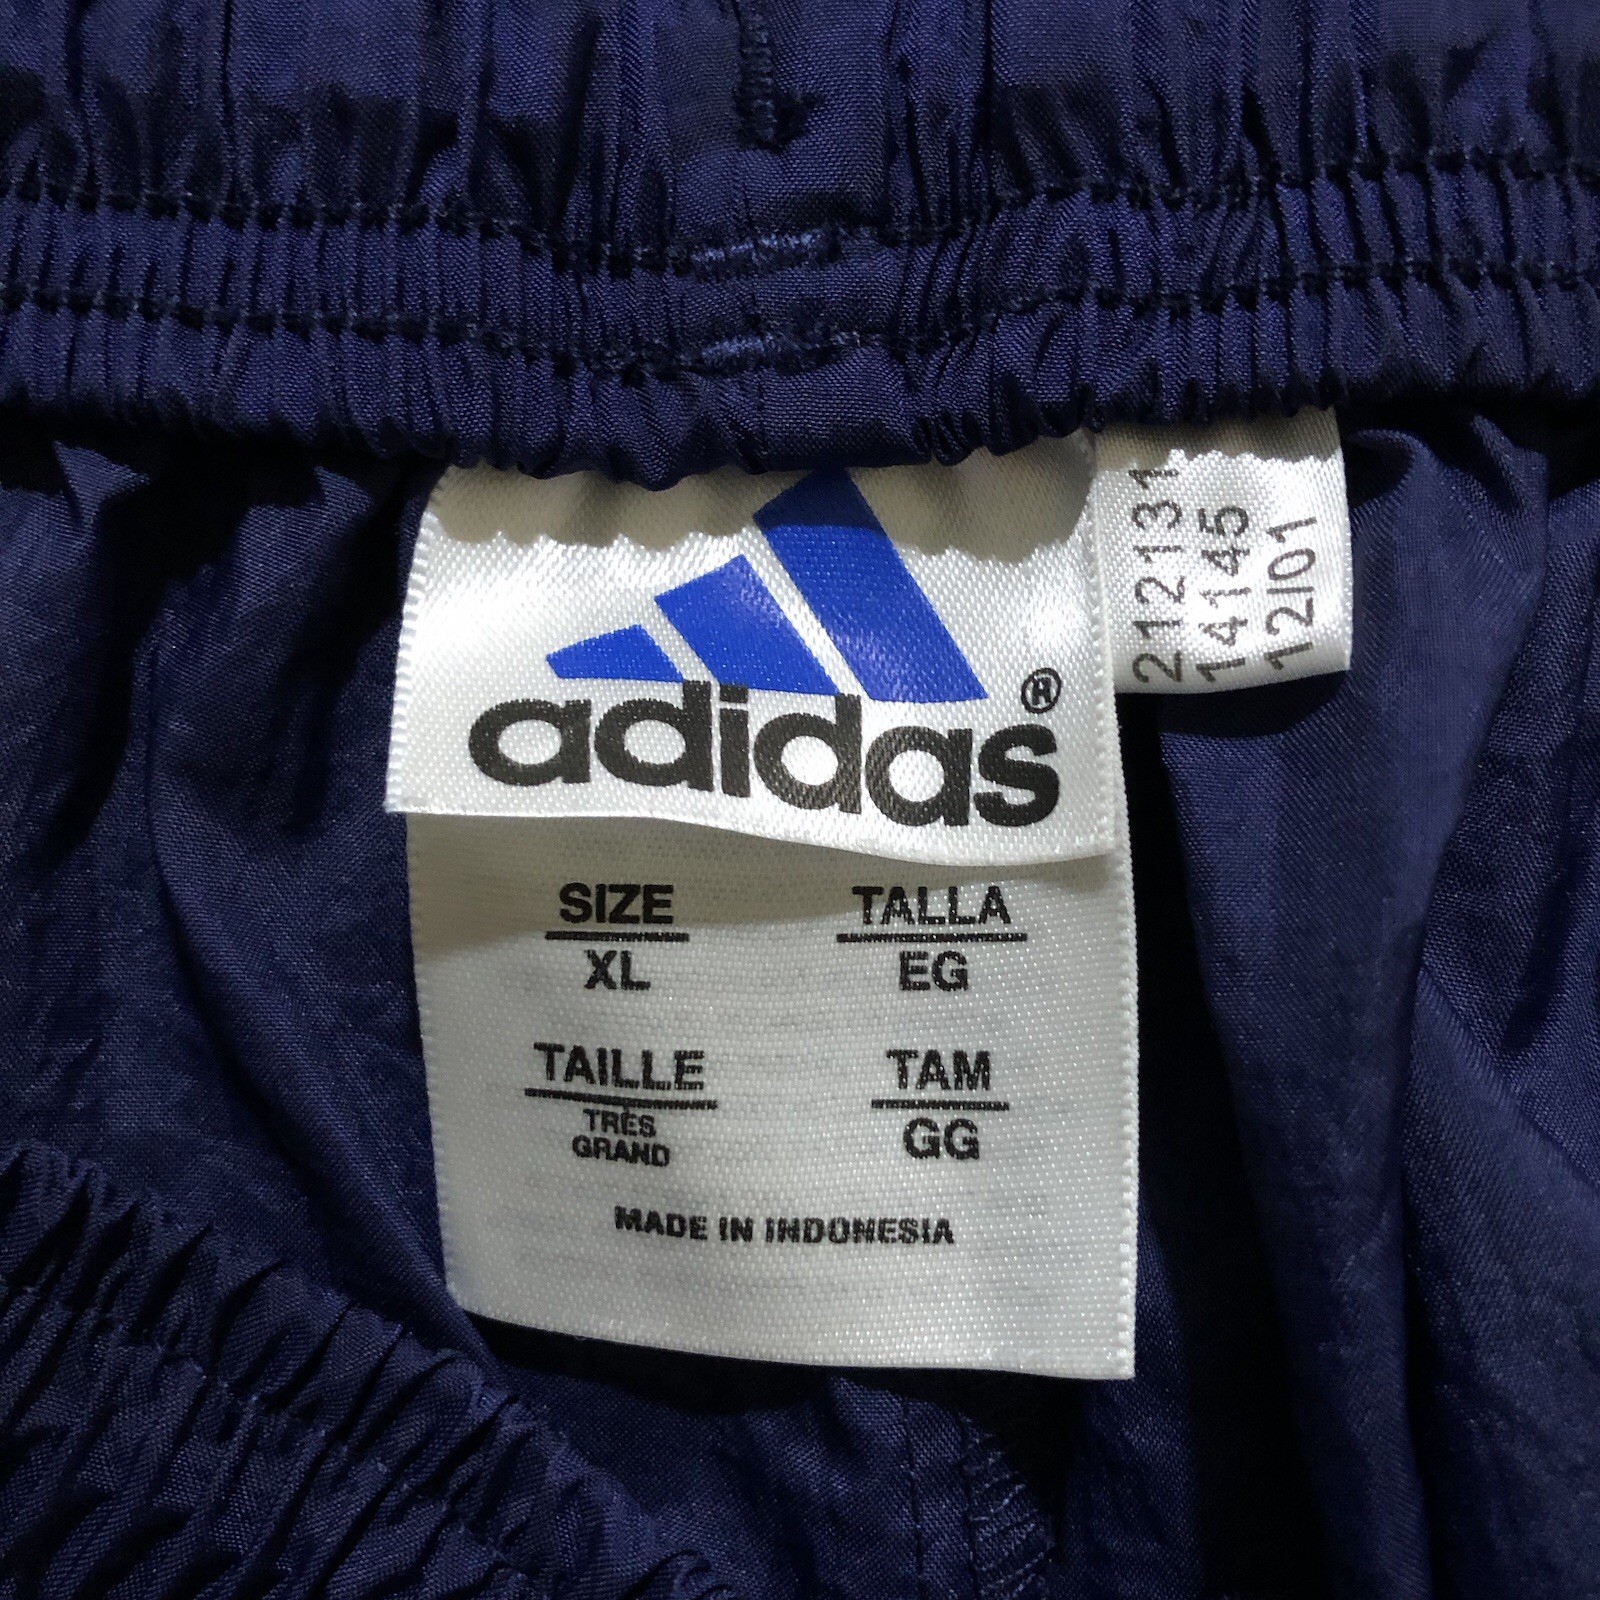 adidas®
212131
14145
12/01
SIZE
XL
TALLA
EG
TAILLE
TRÈS
GRAND
TAM
GG
MADE IN INDONESIA